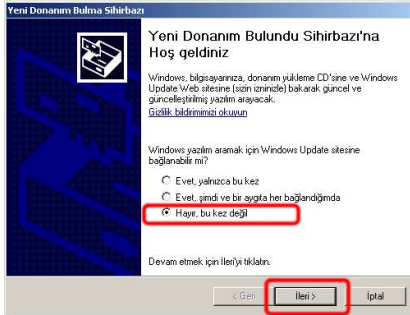 Yeni Donanım Bulma Sihirbazı
Yeni Donanım Bulundu Sihirbazı'na
Hoş geldiniz
Windows, bilgisayarınıza, donanım yükleme CD'sine ve Windows
Update Web sitesine (sizin izninizle) bakarak güncel ve
güncelleştirilmiş yazılım arayacak.
Gizlilik bildirimimizi okuyun
Windows yazılım aramak için Windows Update sitesine
bağlanabilir mi?
Evet, yalnızca bu kez
Evet, şimdi ve bir aygıta her bağlandığımda
Hayır, bu kez değil
Devam etmek için İleri'yi tıklatın.
< Geri İleri > İptal